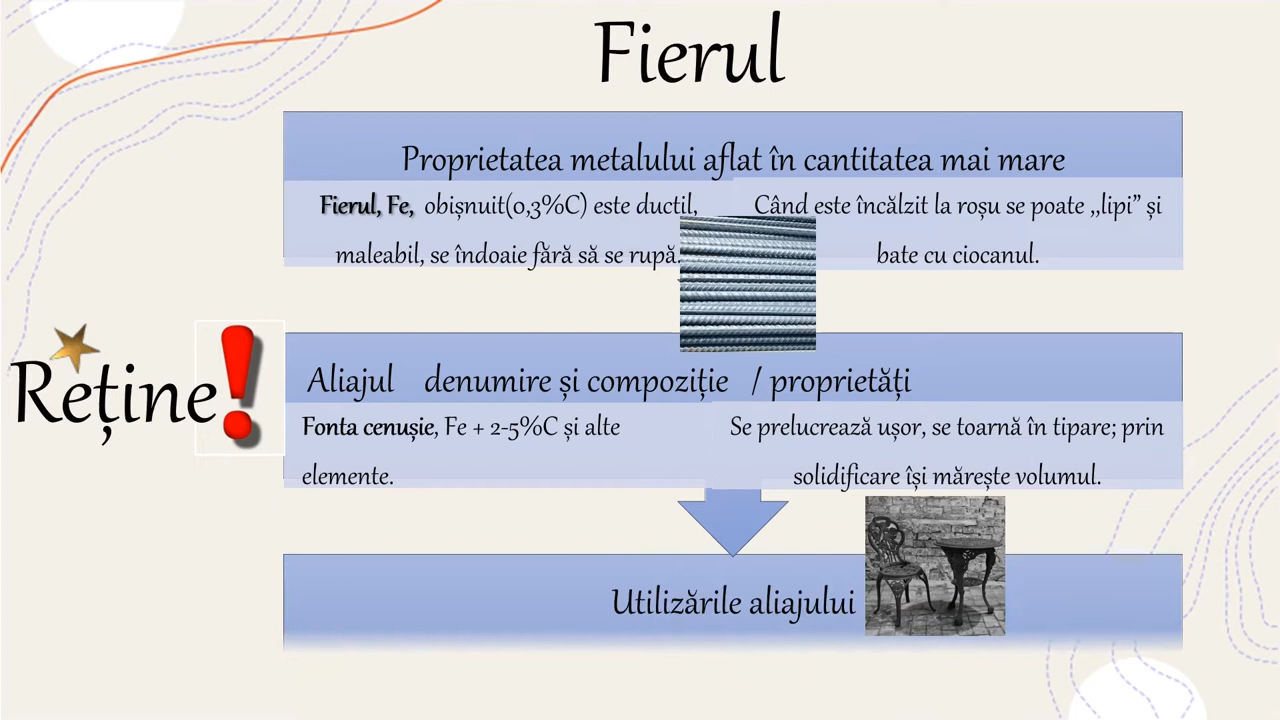 Fierul
Proprietatea metalului aflat în cantitatea mai mare
Fierul, Fe, obișnuit(0,3%C) este ductil,
maleabil, se îndoaie fără să se rupă.
Când este încălzit la roșu se poate „lipi” și
bate cu ciocanul.
Reține!
Aliajul denumire și compoziție / proprietăți
Fonta cenușie, Fe + 2-5%C și alte
elemente.
Se prelucrează ușor, se toarnă în tipare; prin
solidificare își mărește volumul.
Utilizările aliajului